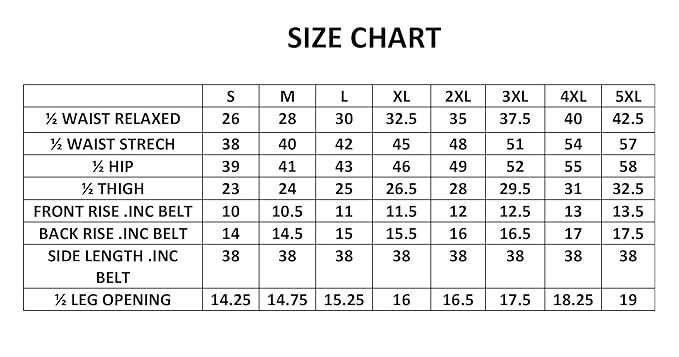 SIZE CHART
S M L XL 2XL 3XL 4XL 5XL
½ WAIST RELAXED 26 28 30 32.5 35 37.5 40 42.5
½ WAIST STRECH 38 40 42 45 48 51 54 57
½ HIP 39 41 43 46 49 52 55 58
½ THIGH 23 24 25 26.5 28 29.5 31 32.5
FRONT RISE .INC BELT 10 10.5 11 11.5 12 12.5 13 13.5
BACK RISE .INC BELT 14 14.5 15 15.5 16 16.5 17 17.5
SIDE LENGTH .INC 38 38 38 38 38 38 38 38
BELT
½ LEG OPENING 14.25 14.75 15.25 16 16.5 17.5 18.25 19